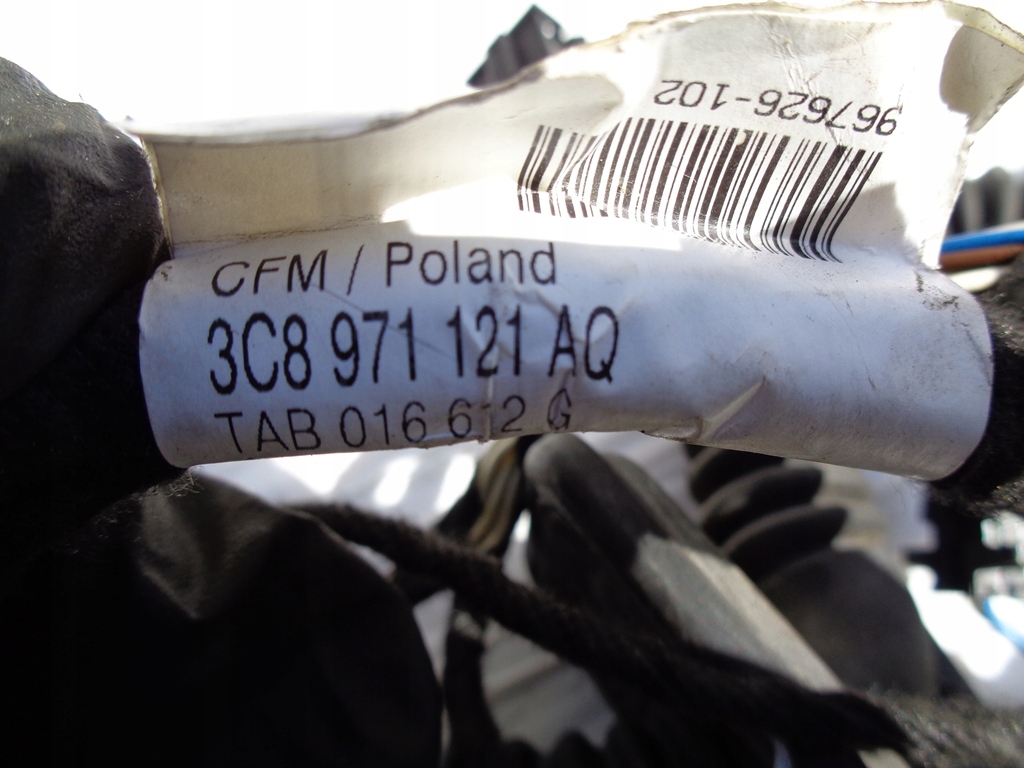 967626-102
CFM / Poland
3C8 971 121 AQ
TAB 016 612 G